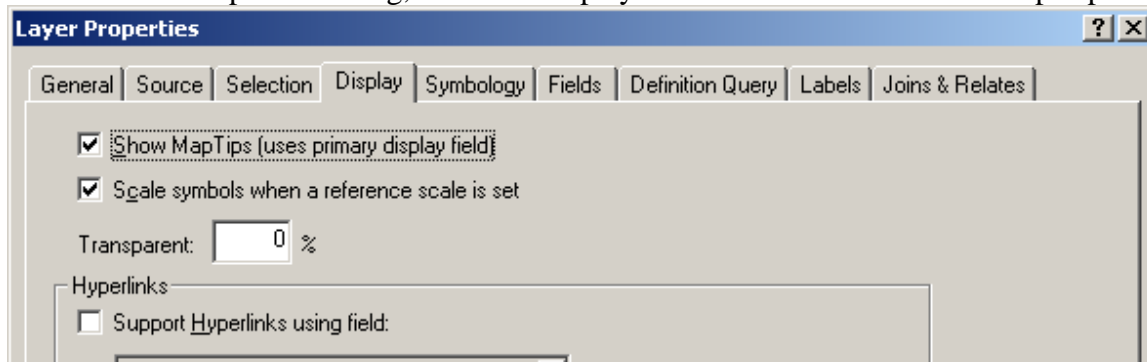 Layer Properties
General Source Selection Display Symbology Fields Definition Query Labels Joins & Relates
Show MapTips (uses primary display field)
Scale symbols when a reference scale is set
Transparent: 0 %
Hyperlinks
Support Hyperlinks using field: